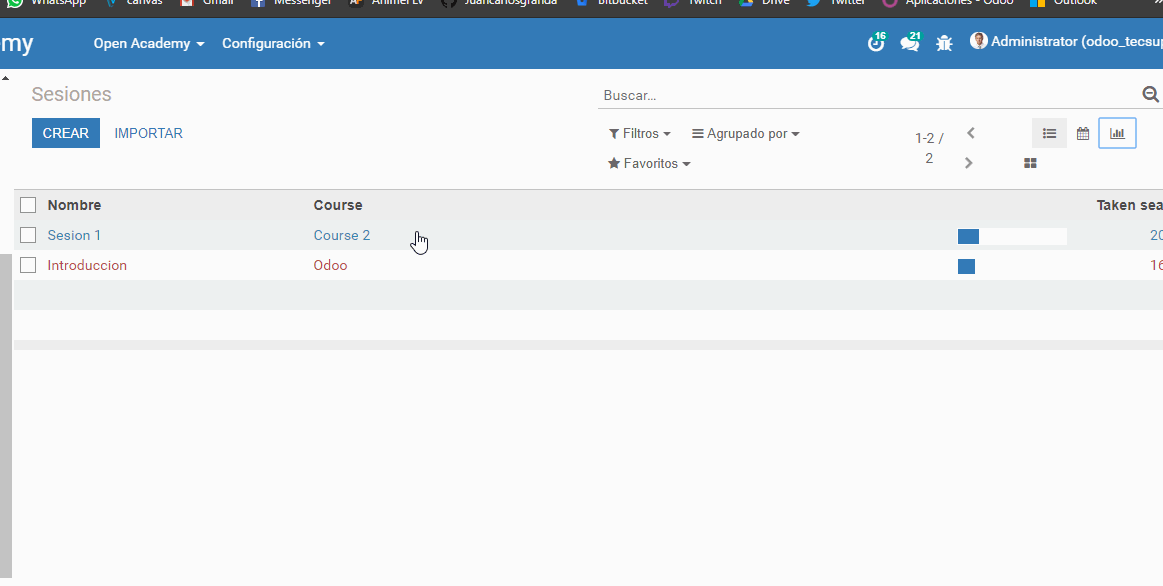 WhatsApp canvas Gmail Messenger AnimeFLV Juancarlosgranda Bitbucket Twitch Drive Twitter Aplicaciones - Odoo Outlook
my Open Academy Configuración 16 21 Administrator (odoo_tecsup
Sesiones Buscar...
CREAR IMPORTAR Filtros Agrupado por 1-2 /
Favoritos 2
Nombre Course Taken sea
Sesion 1 Course 2 20
Introduccion Odoo 16